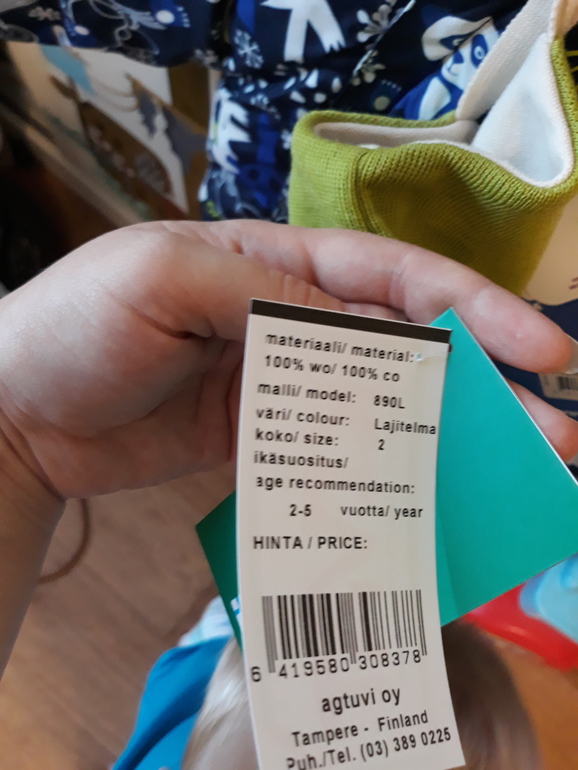 materiaali/ material:
100% wo/ 100% co
malli/ model: 890L
väri/ colour: Lajitelma
koko/ size: 2
ikäsuositus/
age recommendation:
2-5 vuotta/ year
HINTA / PRICE:
6 419580 308378
agtuvi oy
Tampere - Finland
Puh./Tel. (03) 389 0225